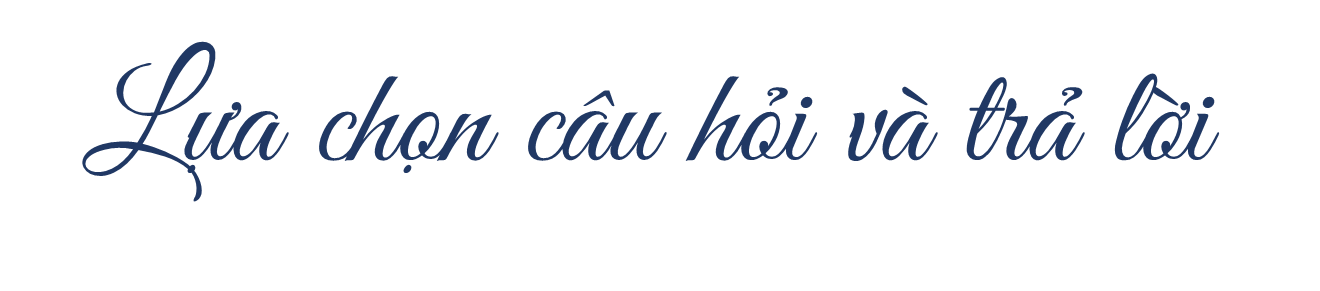 Lựa chọn câu hỏi và trả lời